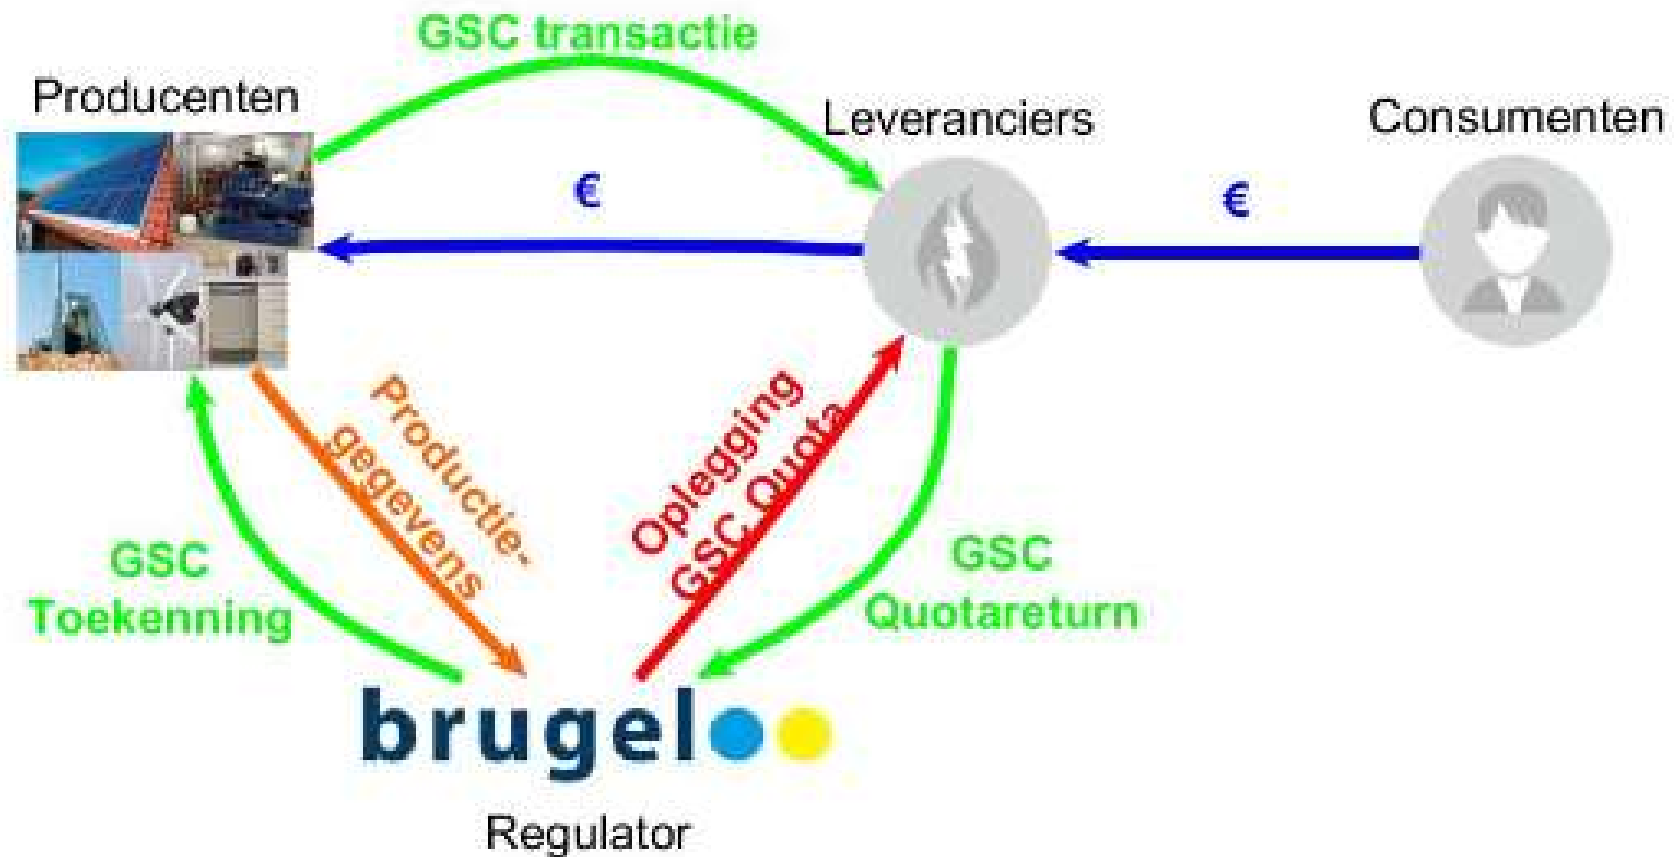 GSC transactie
Producenten
Leveranciers
Consumenten
€
€
Productie-
gegevens
Oplegging
GSC Quota
GSC
Toekenning
GSC
Quotareturn
brugel
Regulator